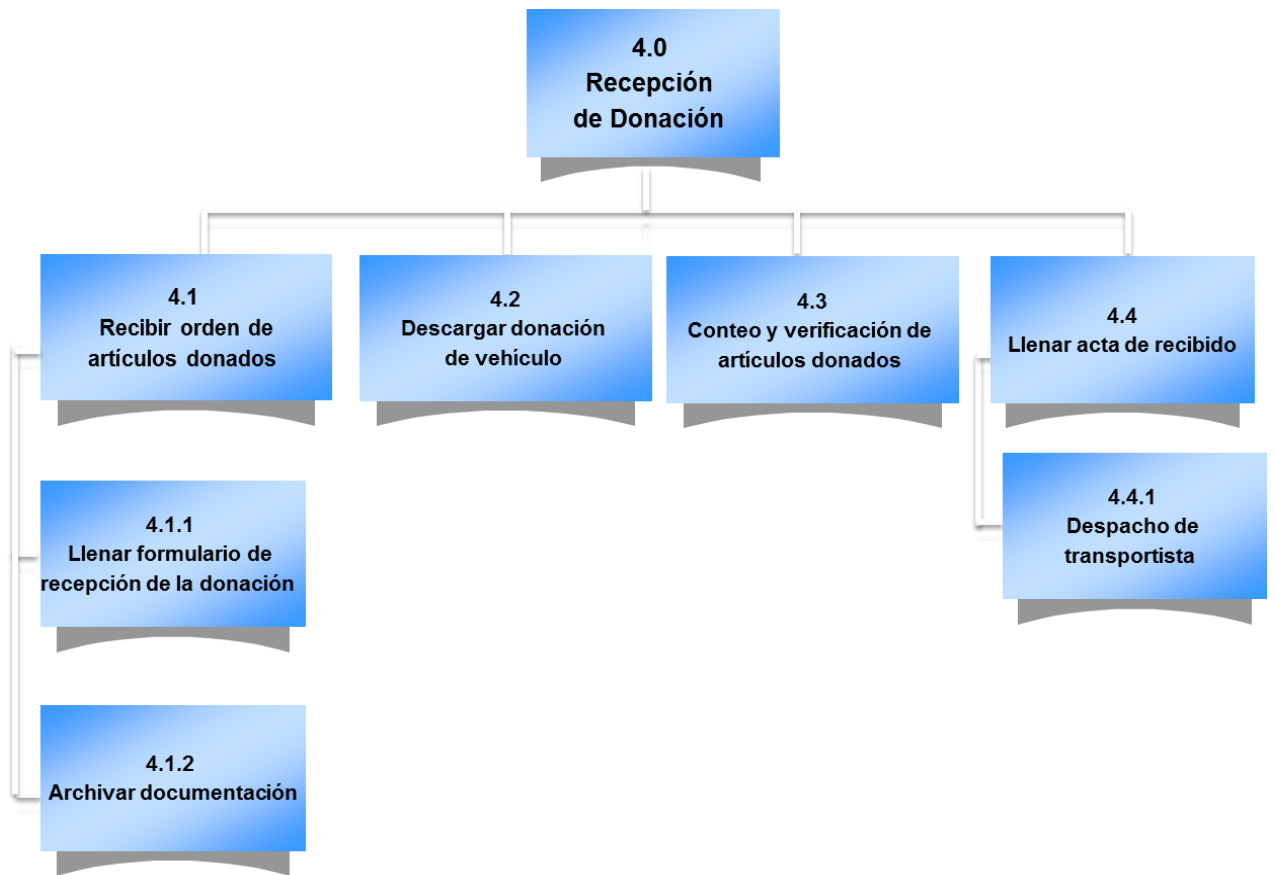 4.0
Recepción
de Donación
4.1
Recibir orden de
artículos donados
4.2
Descargar donación
de vehículo
4.3
Conteo y verificación de
artículos donados
4.4
Llenar acta de recibido
4.1.1
Llenar formulario de
recepción de la donación
4.4.1
Despacho de
transportista
4.1.2
Archivar documentación